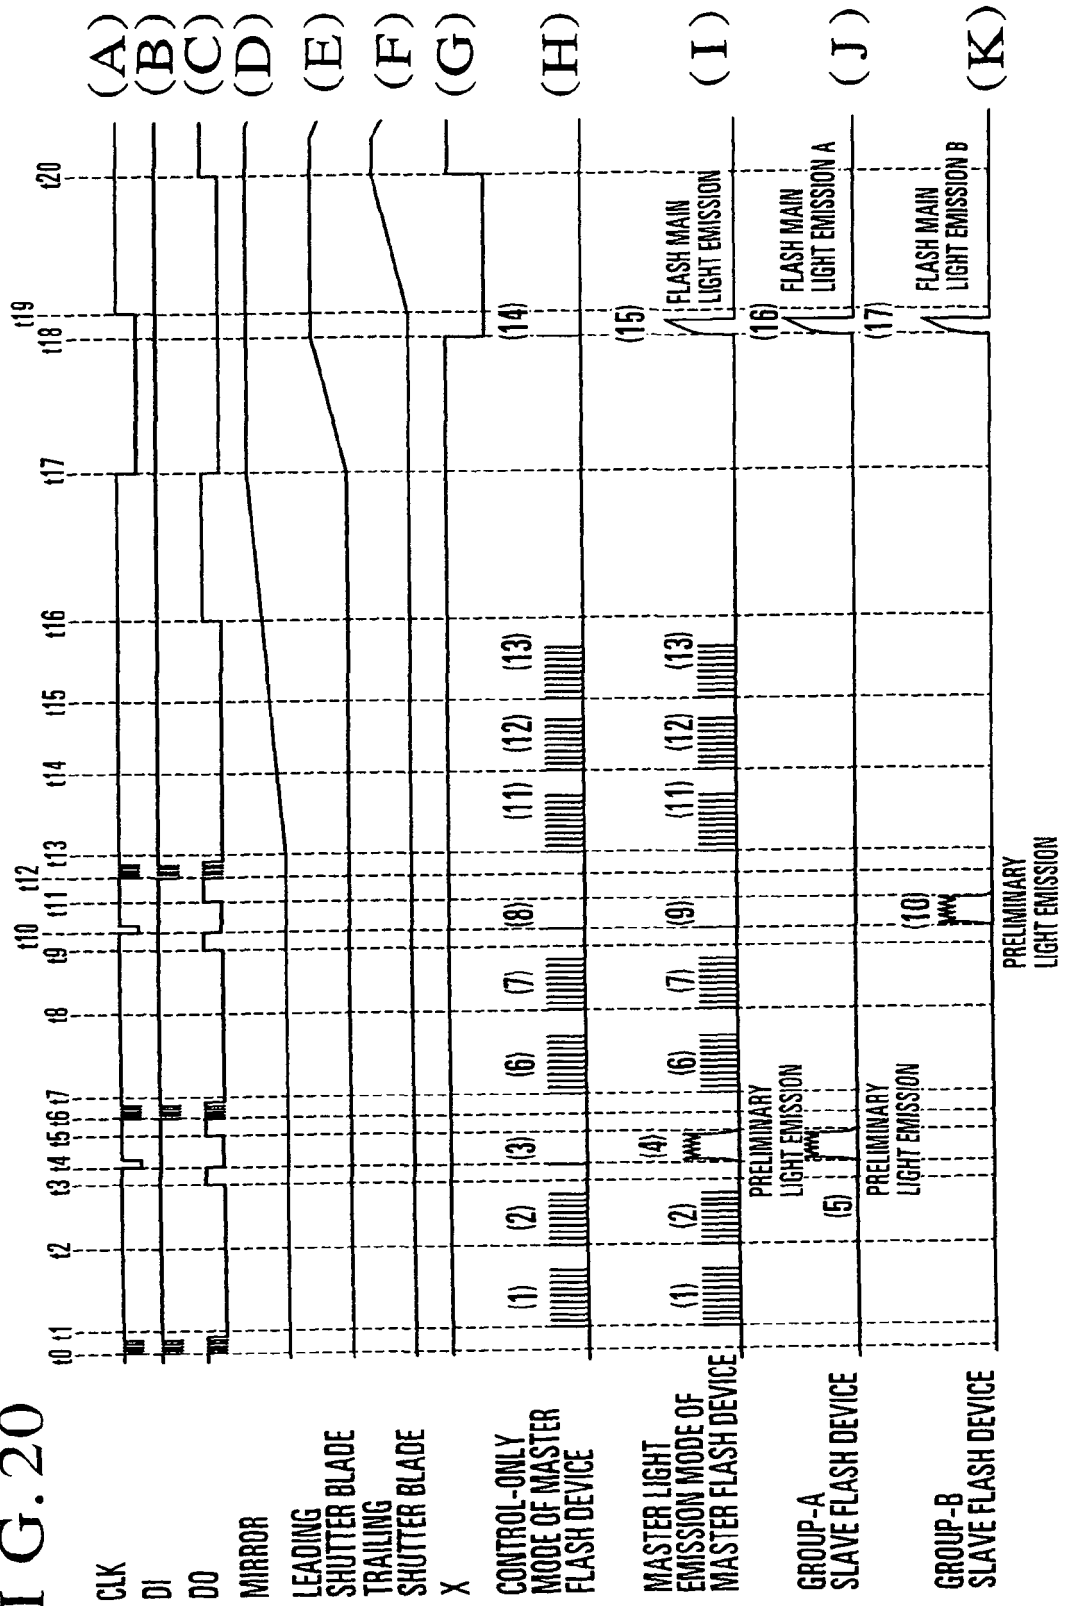 I G. 20
t0 t1 t2 t3 t4 t5 t6 t7 t8 t9 t10 t11 t12 t13 t14 t15 t16 t17 t18 t19 t20
CLK (A)
DI (B)
DO (C)
MIRROR (D)
LEADING
SHUTTER BLADE (E)
TRAILING
SHUTTER BLADE (F)
X (G)
CONTROL-ONLY
MODE OF MASTER
FLASH DEVICE (H)
(1) (2) (3) (6) (7) (8) (11) (12) (13) (14)
MASTER LIGHT
EMISSION MODE OF
MASTER FLASH DEVICE (I)
(1) (2) (4) (6) (7) (9) (11) (12) (13) (15)
PRELIMINARY
LIGHT EMISSION
FLASH MAIN
LIGHT EMISSION
GROUP-A
SLAVE FLASH DEVICE (J)
(5) (16)
PRELIMINARY
LIGHT EMISSION
FLASH MAIN
LIGHT EMISSION A
GROUP-B
SLAVE FLASH DEVICE (K)
(10) (17)
PRELIMINARY
LIGHT EMISSION
FLASH MAIN
LIGHT EMISSION B